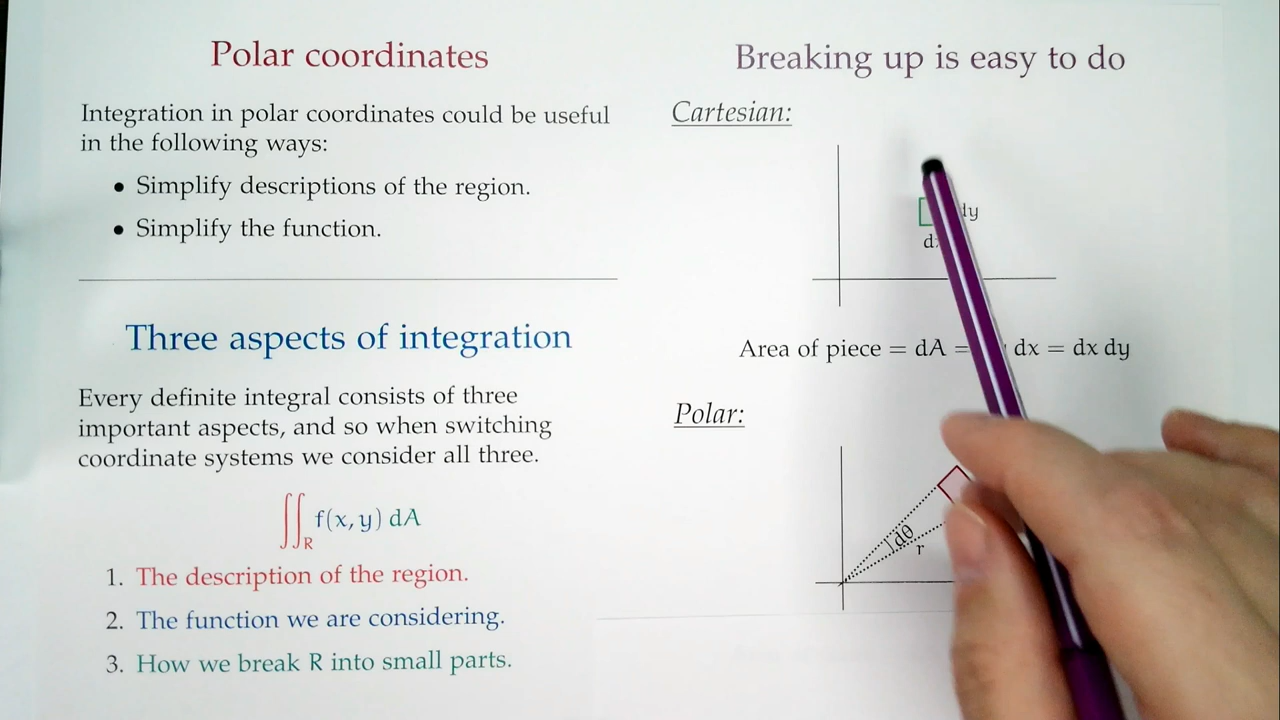 Polar coordinates
Integration in polar coordinates could be useful
in the following ways:
• Simplify descriptions of the region.
• Simplify the function.
Three aspects of integration
Every definite integral consists of three
important aspects, and so when switching
coordinate systems we consider all three.
∬_R f(x, y) dA
1. The description of the region.
2. The function we are considering.
3. How we break R into small parts.
Breaking up is easy to do
Cartesian:
Area of piece = dA = dx = dx dy
Polar:
dθ
r